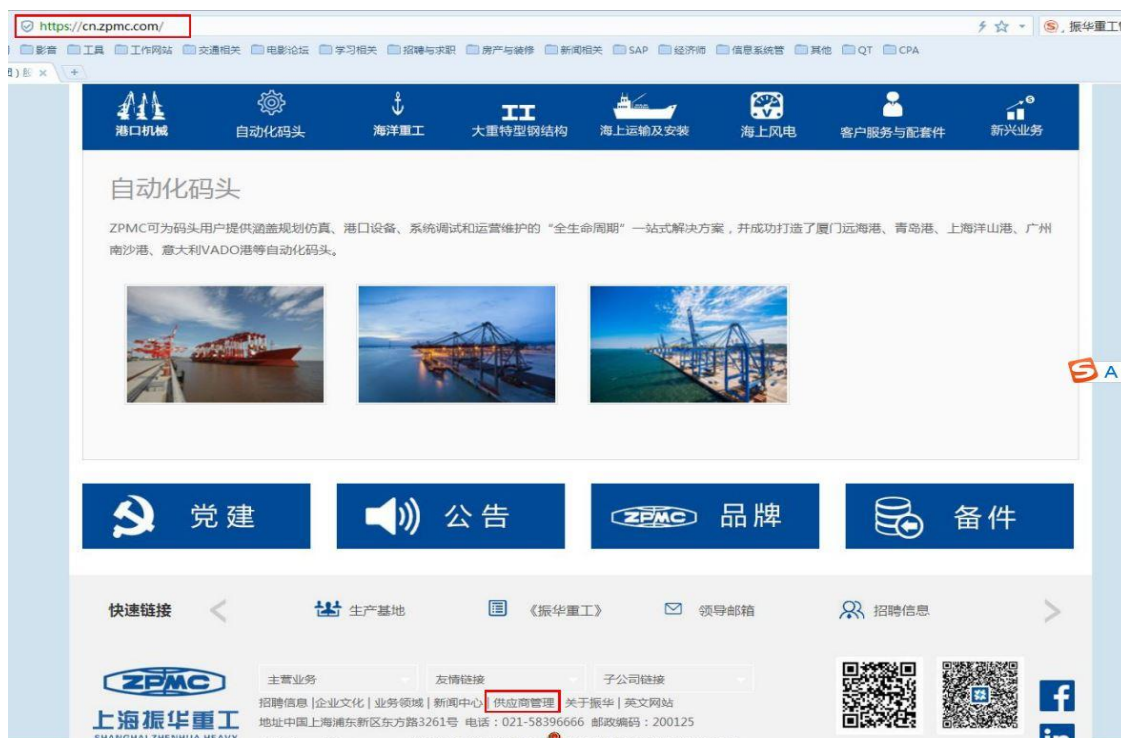 https://cn.zpmc.com/
振华重工
影音 工具 工作网站 交通相关 电影论坛 学习相关 招聘与求职 房产与装修 新闻相关 SAP 经济师 信息系统管 其他 QT CPA
港口机械 自动化码头 海洋重工 大重特型钢结构 海上运输及安装 海上风电 客户服务与配套件 新兴业务
自动化码头
ZPMC可为码头用户提供涵盖规划仿真、港口设备、系统调试和运营维护的“全生命周期”一站式解决方案，并成功打造了厦门远海港、青岛港、上海洋山港、广州
南沙港、意大利VADO港等自动化码头。
S A
党建 公告 ZPMC 品牌 备件
快速链接 生产基地 《振华重工》 领导邮箱 招聘信息
ZPMC
主营业务 友情链接 子公司链接
招聘信息|企业文化|业务领域|新闻中心|供应商管理|关于振华|英文网站
上海振华重工
地址中国上海浦东新区东方路3261号 电话：021-58396666 邮政编码：200125
SHANGHAI ZHENHUA HEAVY
f
in